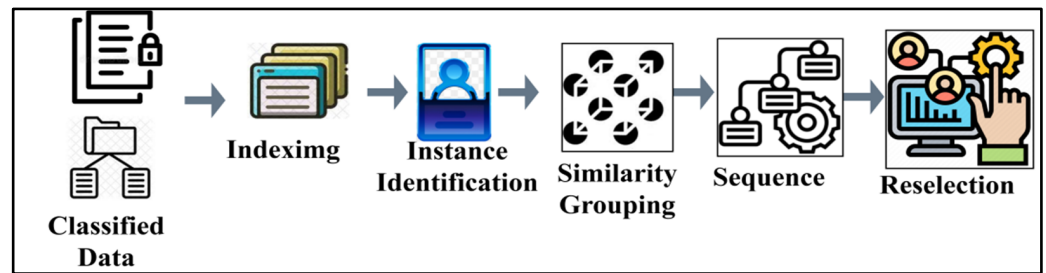 Classified
Data
Indeximg
Instance
Identification
Similarity
Grouping
Sequence
Reselection